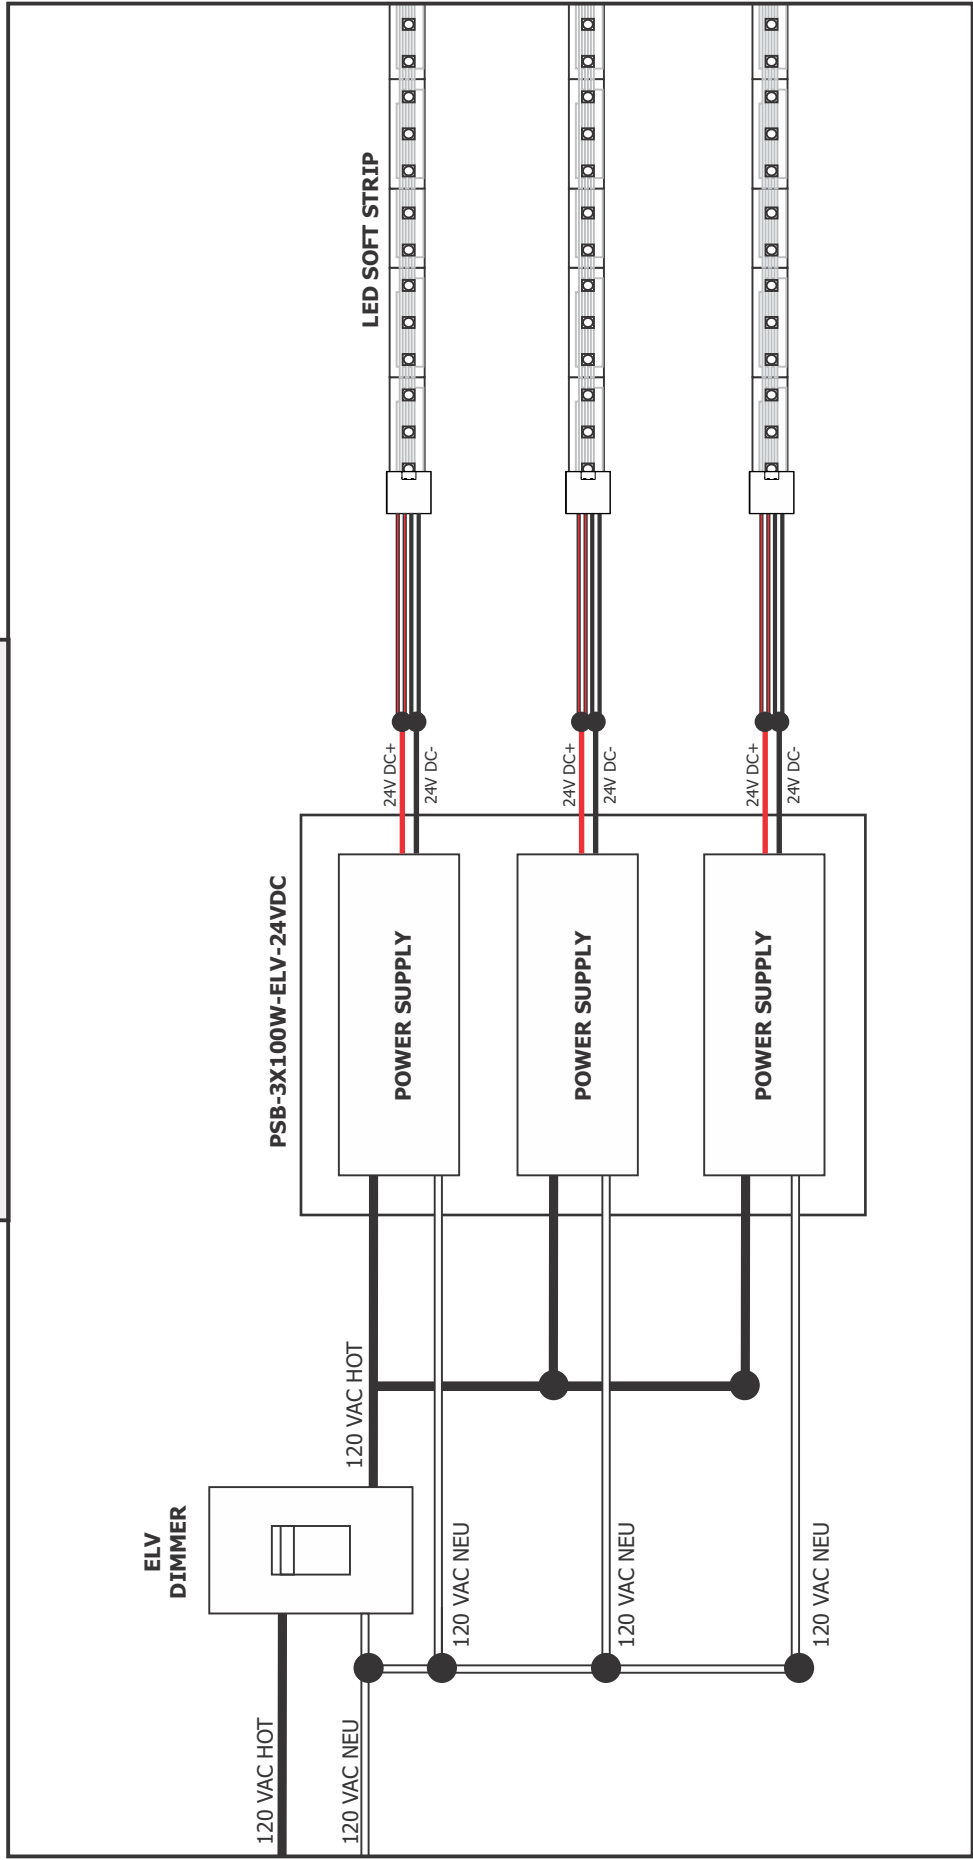 ELV
DIMMER
120 VAC HOT
120 VAC NEU
120 VAC HOT
120 VAC NEU
120 VAC NEU
120 VAC NEU
PSB-3X100W-ELV-24VDC
POWER SUPPLY
POWER SUPPLY
POWER SUPPLY
24V DC+
24V DC-
24V DC+
24V DC-
24V DC+
24V DC-
LED SOFT STRIP